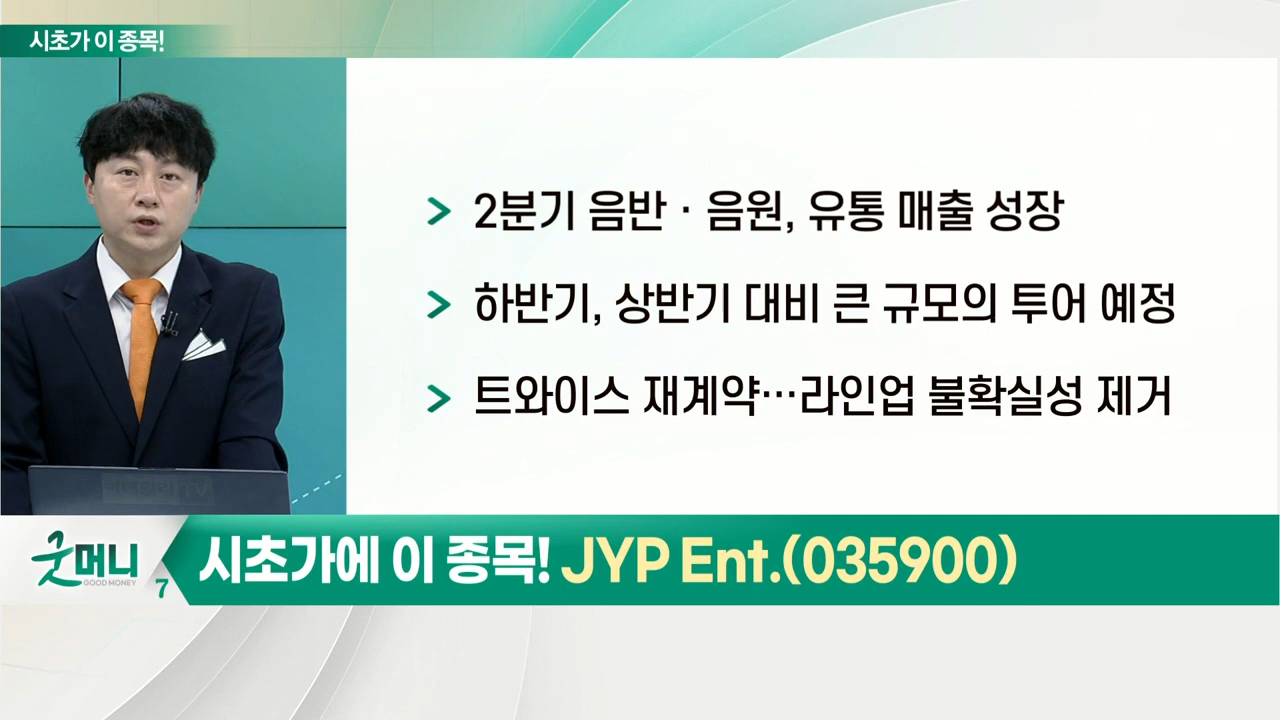 시초가 이 종목!
2분기 음반·음원, 유통 매출 성장
하반기, 상반기 대비 큰 규모의 투어 예정
트와이스 재계약…라인업 불확실성 제거
굿머니
GOOD MONEY
7
시초가에 이 종목! JYP Ent.(035900)